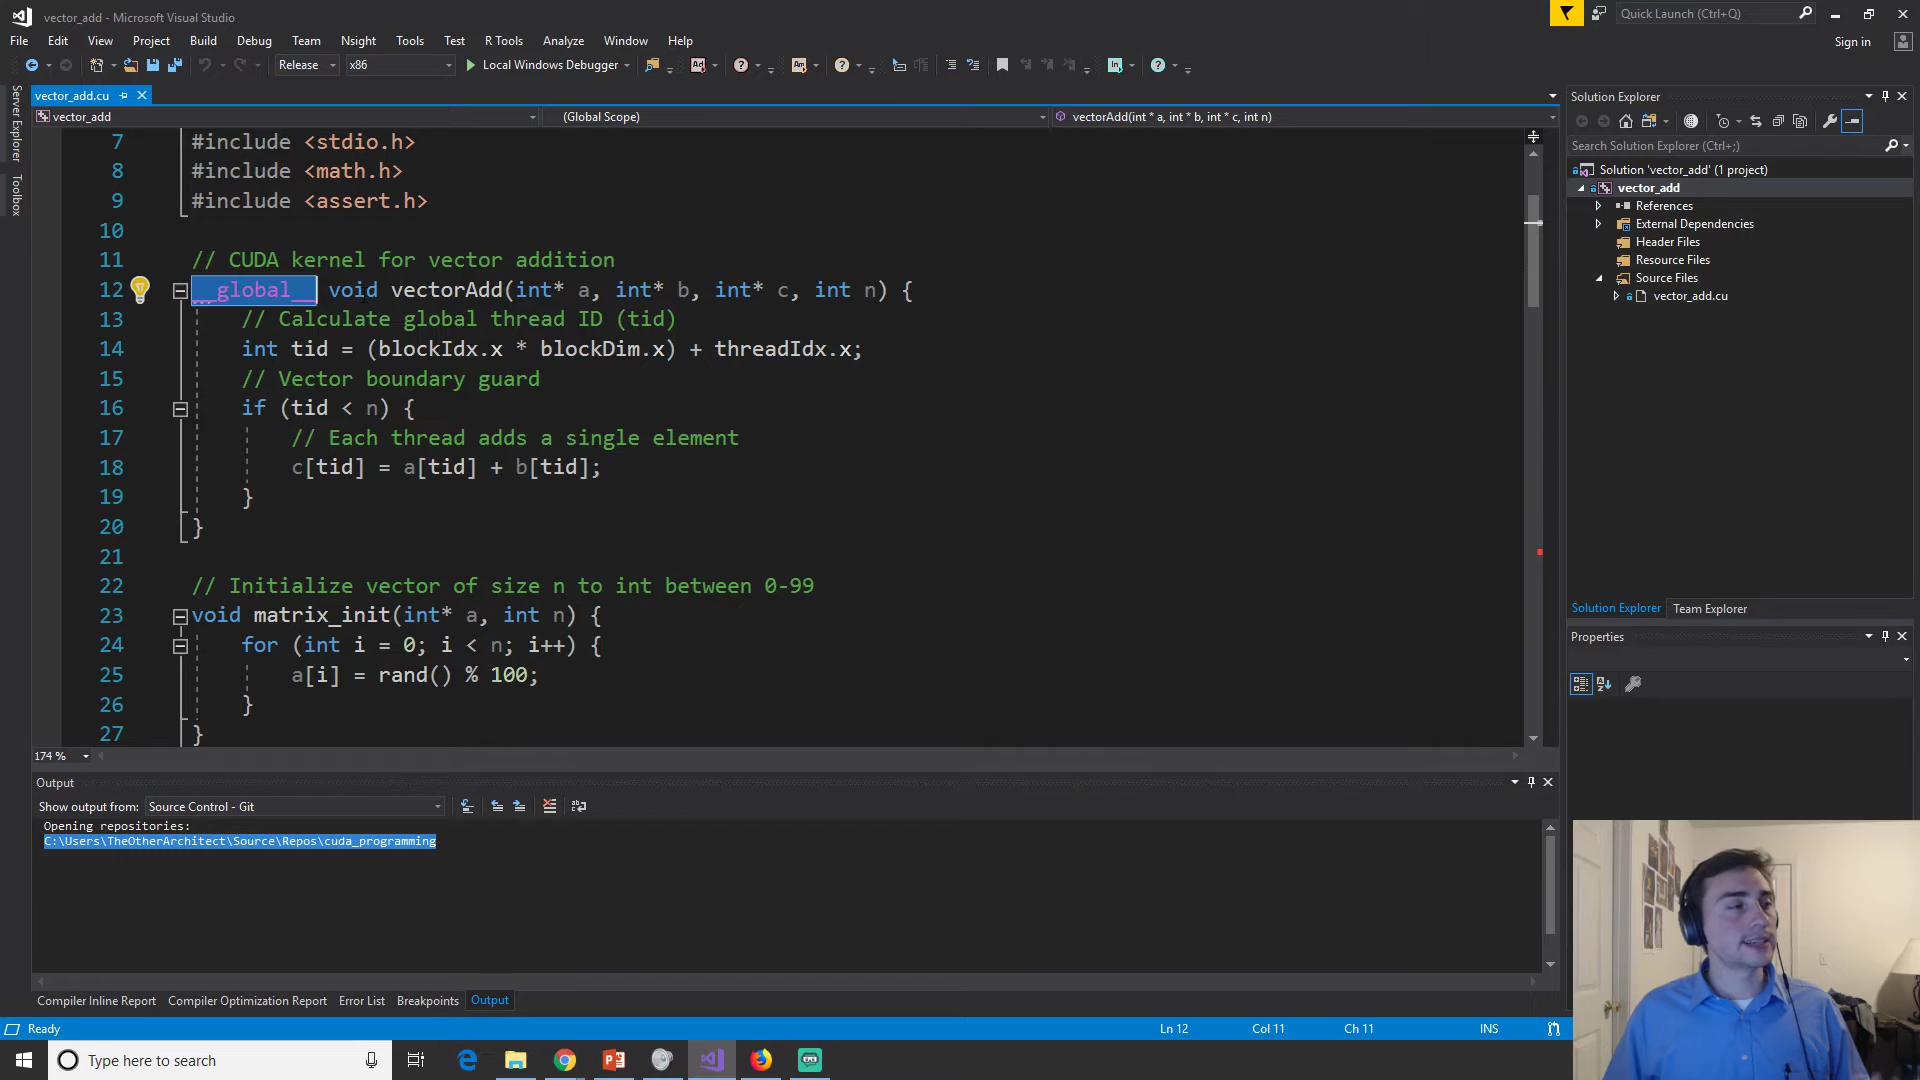 vector_add - Microsoft Visual Studio
Quick Launch (Ctrl+Q)
File Edit View Project Build Debug Team Nsight Tools Test R Tools Analyze Window Help
Sign in
Release x86 Local Windows Debugger
Server Explorer
Toolbox
vector_add.cu
vector_add (Global Scope) vectorAdd(int * a, int * b, int * c, int n)
7 #include <stdio.h>
8 #include <math.h>
9 #include <assert.h>
10
11 // CUDA kernel for vector addition
12 __global__ void vectorAdd(int* a, int* b, int* c, int n) {
13 // Calculate global thread ID (tid)
14 int tid = (blockIdx.x * blockDim.x) + threadIdx.x;
15 // Vector boundary guard
16 if (tid < n) {
17 // Each thread adds a single element
18 c[tid] = a[tid] + b[tid];
19 }
20 }
21
22 // Initialize vector of size n to int between 0-99
23 void matrix_init(int* a, int n) {
24 for (int i = 0; i < n; i++) {
25 a[i] = rand() % 100;
26 }
27 }
174 %
Output
Show output from: Source Control - Git
Opening repositories:
C:\Users\TheOtherArchitect\Source\Repos\cuda_programming
Compiler Inline Report Compiler Optimization Report Error List Breakpoints Output
Solution Explorer
Search Solution Explorer (Ctrl+;)
Solution 'vector_add' (1 project)
vector_add
References
External Dependencies
Header Files
Resource Files
Source Files
vector_add.cu
Solution Explorer Team Explorer
Properties
Ready Ln 12 Col 11 Ch 11 INS
Type here to search